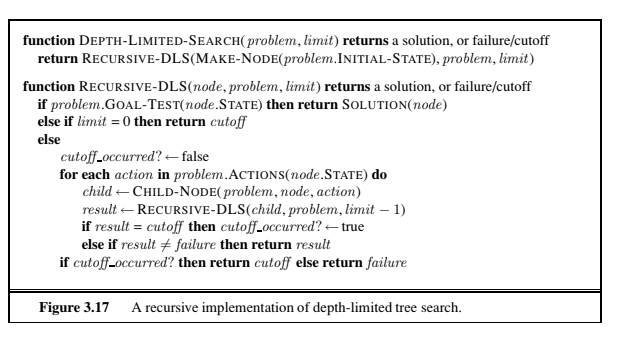 function DEPTH-LIMITED-SEARCH(problem, limit) returns a solution, or failure/cutoff
return RECURSIVE-DLS(MAKE-NODE(problem.INITIAL-STATE), problem, limit)
function RECURSIVE-DLS(node, problem, limit) returns a solution, or failure/cutoff
if problem.GOAL-TEST(node.STATE) then return SOLUTION(node)
else if limit = 0 then return cutoff
else
cutoff_occurred? ← false
for each action in problem.ACTIONS(node.STATE) do
child ← CHILD-NODE(problem, node, action)
result ← RECURSIVE-DLS(child, problem, limit − 1)
if result = cutoff then cutoff_occurred? ← true
else if result ≠ failure then return result
if cutoff_occurred? then return cutoff else return failure
Figure 3.17 A recursive implementation of depth-limited tree search.